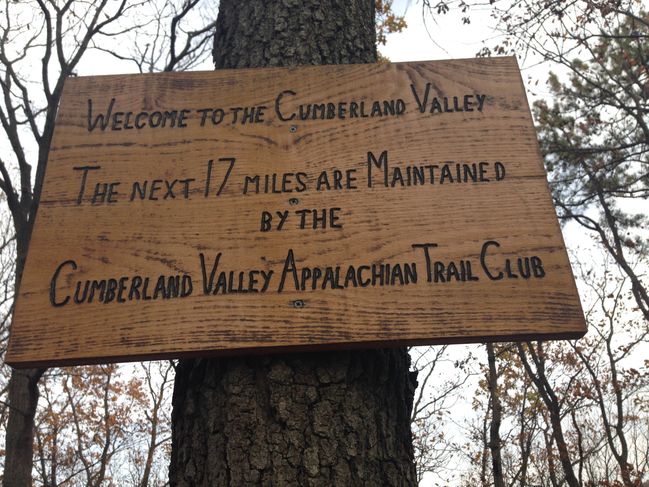 WELCOME TO THE CUMBERLAND VALLEY
THE NEXT 17 MILES ARE MAINTAINED
BY THE
CUMBERLAND VALLEY APPALACHIAN TRAIL CLUB